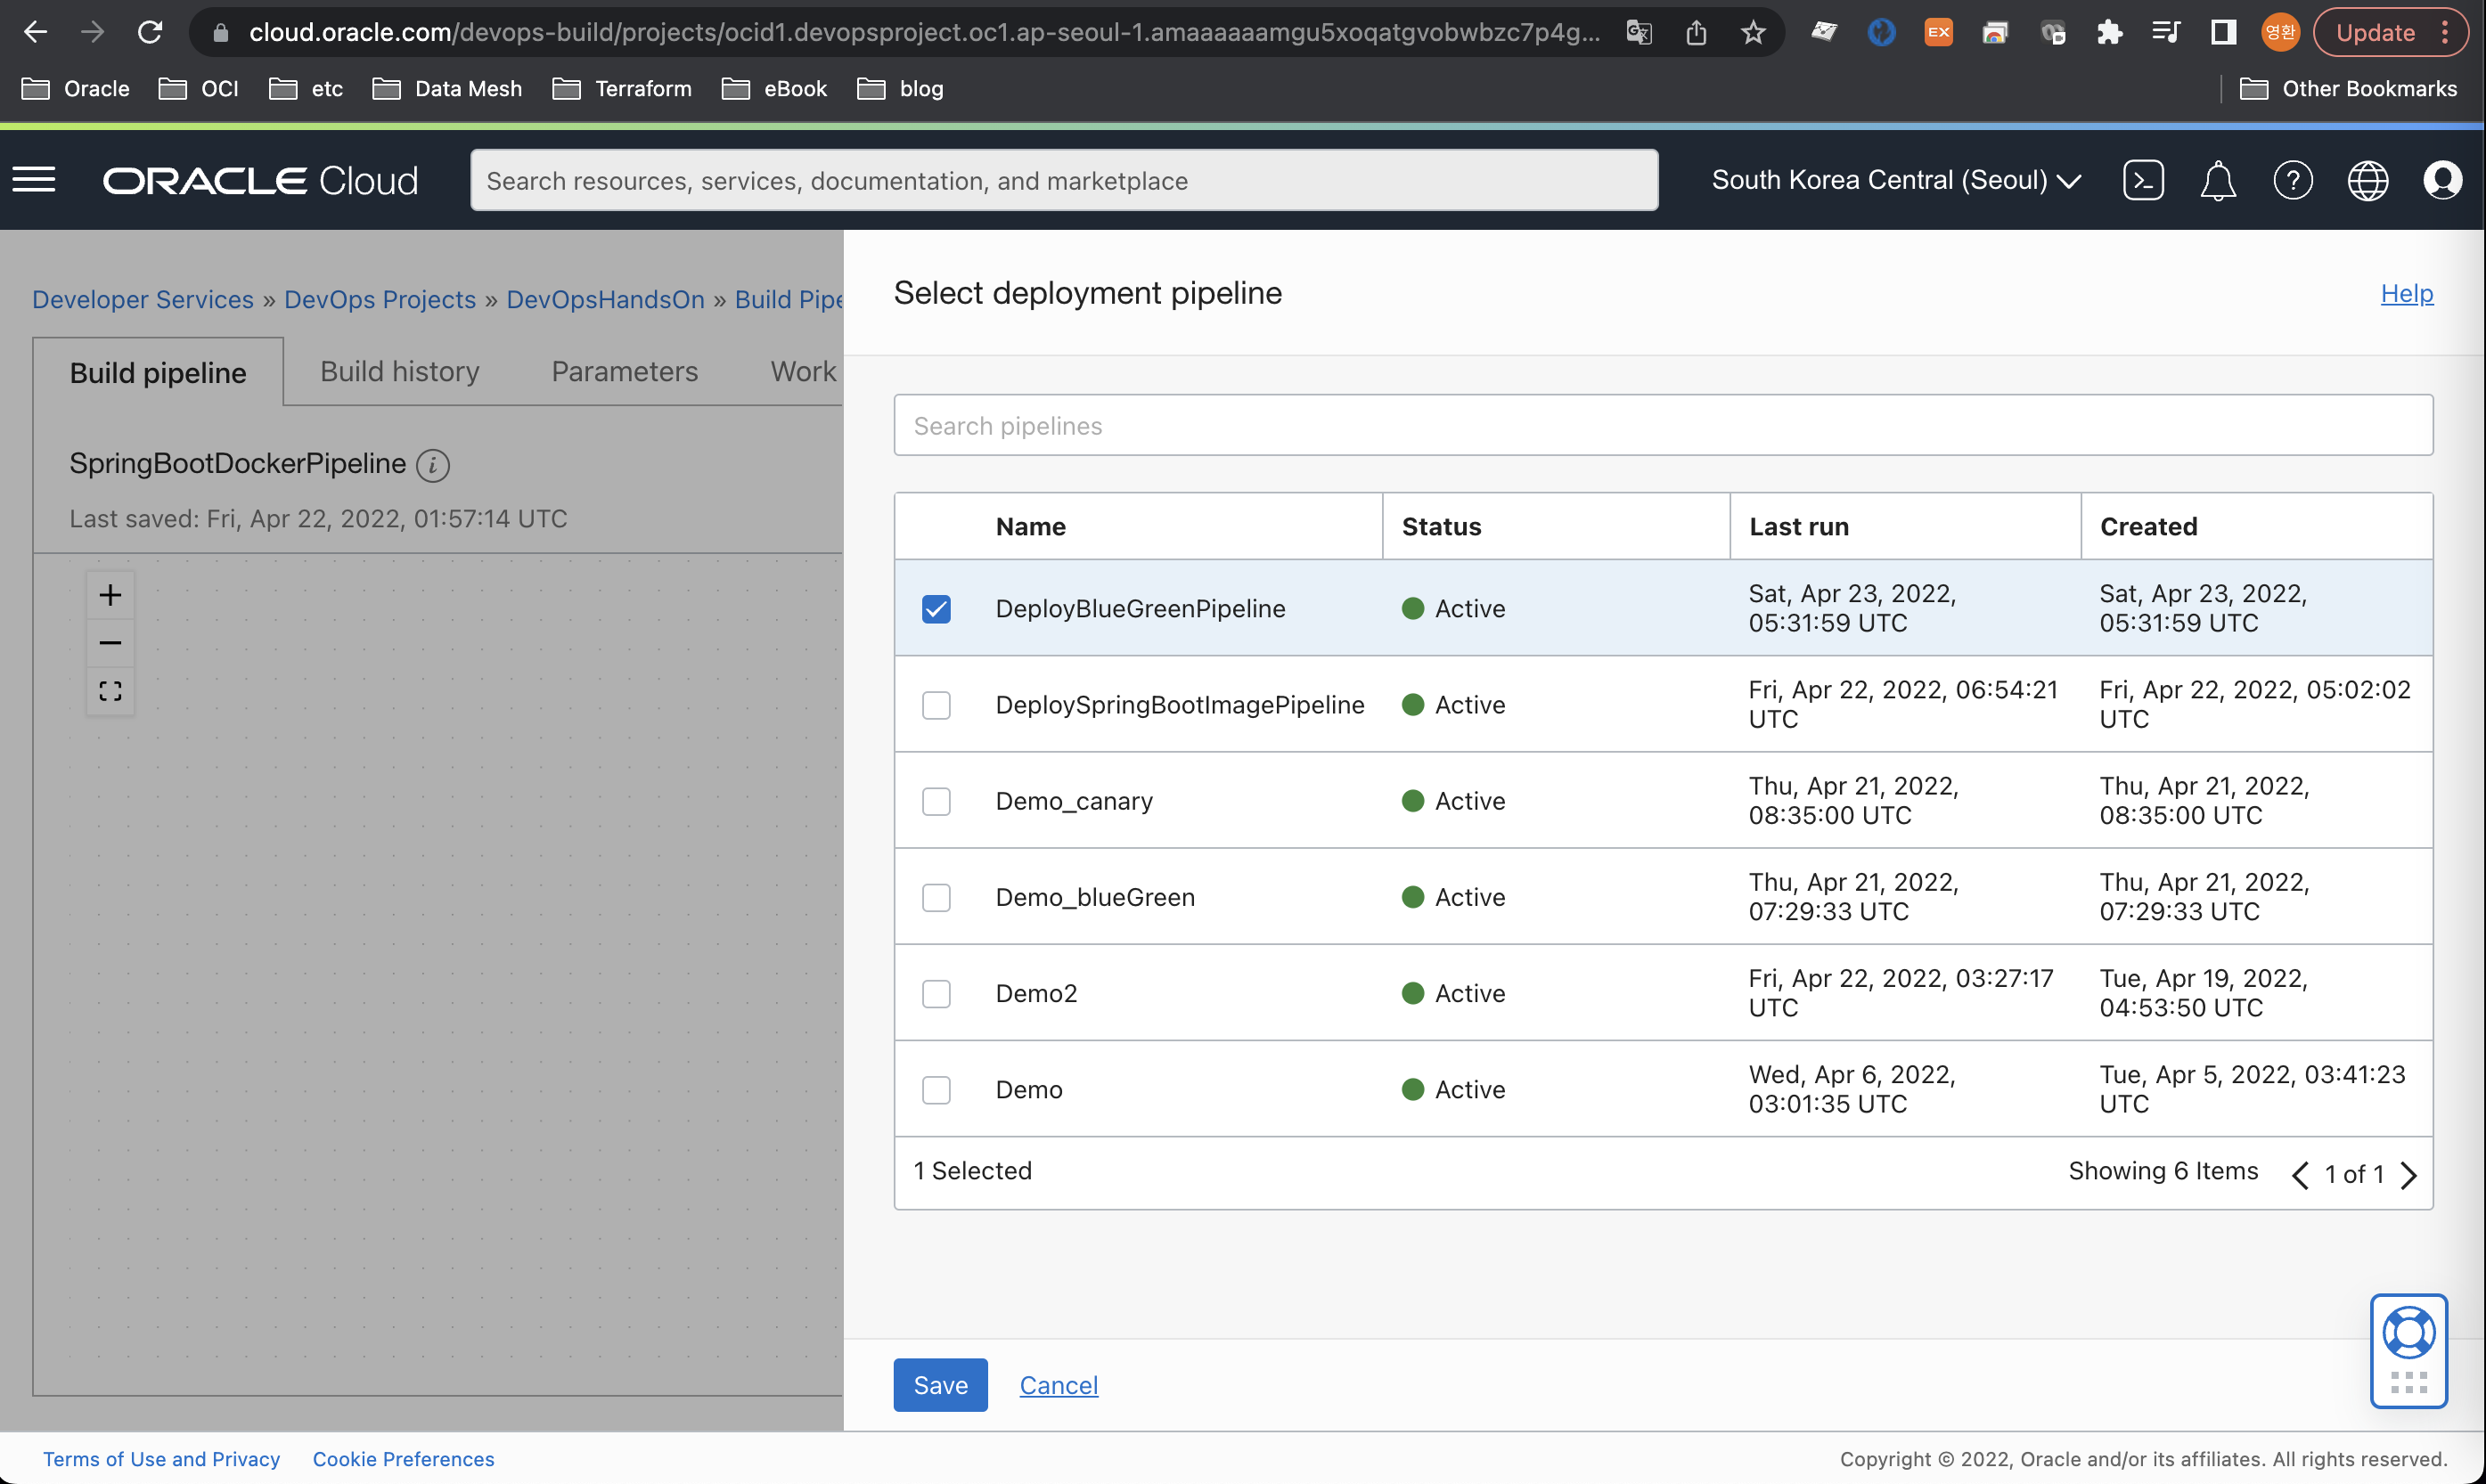 cloud.oracle.com/devops-build/projects/ocid1.devopsproject.oc1.ap-seoul-1.amaaaaaamgu5xoqatgvobwbzc7p4g...
EX
영환
Update
Oracle
OCI
etc
Data Mesh
Terraform
eBook
blog
Other Bookmarks
ORACLE Cloud
Search resources, services, documentation, and marketplace
South Korea Central (Seoul)
Developer Services » DevOps Projects » DevOpsHandsOn » Build Pipe
Build pipeline
Build history
Parameters
Work
SpringBootDockerPipeline
Last saved: Fri, Apr 22, 2022, 01:57:14 UTC
Select deployment pipeline
Help
Search pipelines
Name Status Last run Created
DeployBlueGreenPipeline Active Sat, Apr 23, 2022, 05:31:59 UTC Sat, Apr 23, 2022, 05:31:59 UTC
DeploySpringBootImagePipeline Active Fri, Apr 22, 2022, 06:54:21 UTC Fri, Apr 22, 2022, 05:02:02 UTC
Demo_canary Active Thu, Apr 21, 2022, 08:35:00 UTC Thu, Apr 21, 2022, 08:35:00 UTC
Demo_blueGreen Active Thu, Apr 21, 2022, 07:29:33 UTC Thu, Apr 21, 2022, 07:29:33 UTC
Demo2 Active Fri, Apr 22, 2022, 03:27:17 UTC Tue, Apr 19, 2022, 04:53:50 UTC
Demo Active Wed, Apr 6, 2022, 03:01:35 UTC Tue, Apr 5, 2022, 03:41:23 UTC
1 Selected
Showing 6 Items
1 of 1
Save
Cancel
Terms of Use and Privacy
Cookie Preferences
Copyright © 2022, Oracle and/or its affiliates. All rights reserved.